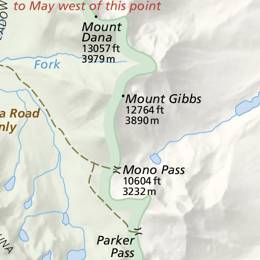 to May west of this point
Mount
Dana
13057 ft
3979 m
Fork
Mount Gibbs
12764 ft
3890 m
Road
Mono Pass
10604 ft
3232 m
Parker
Pass